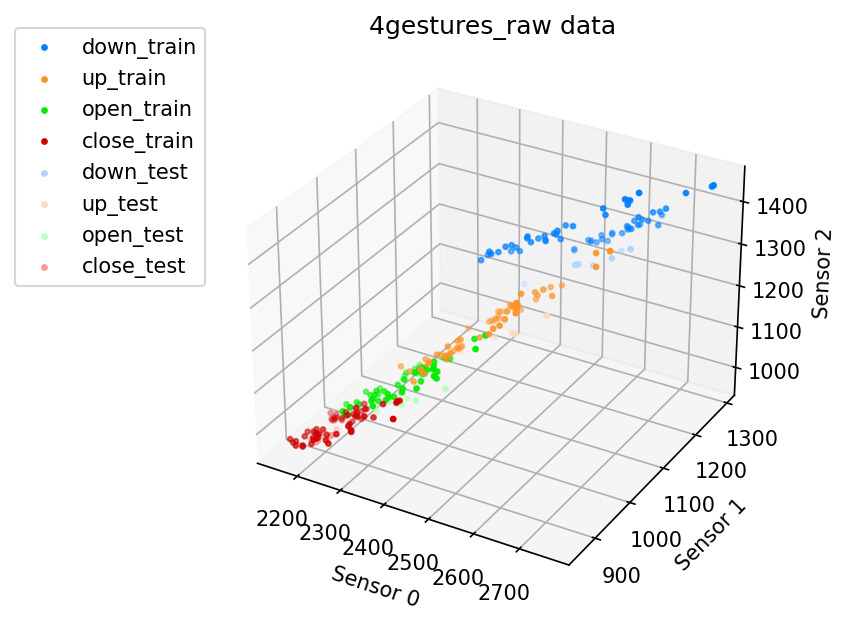 4gestures_raw data
down_train
up_train
open_train
close_train
down_test
up_test
open_test
close_test
1400
1300
1200
1100
1000
Sensor 2
1300
1200
1100
1000
900
Sensor 1
2200
2300
2400
2500
2600
2700
Sensor 0